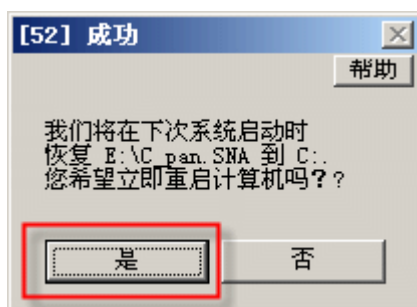 [52] 成功
帮助
我们将在下次系统启动时
恢复 E:\C_pan.SNA 到 C:.
您希望立即重启计算机吗??
是
否